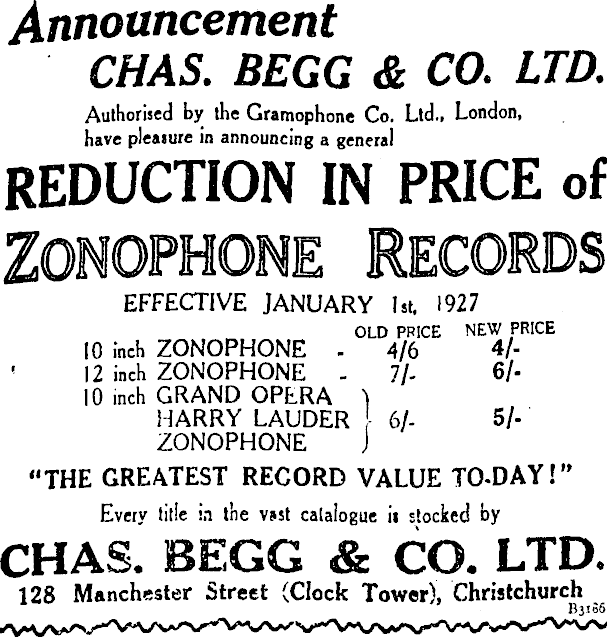 Announcement
CHAS. BEGG & CO. LTD.
Authorised by the Gramophone Co. Ltd., London,
have pleasure in announcing a general
REDUCTION IN PRICE of
ZONOPHONE RECORDS
EFFECTIVE JANUARY 1st, 1927
OLD PRICE NEW PRICE
10 inch ZONOPHONE - 4/6 4/-
12 inch ZONOPHONE - 7/- 6/-
10 inch GRAND OPERA
HARRY LAUDER } 6/- 5/-
ZONOPHONE
"THE GREATEST RECORD VALUE TO-DAY!"
Every title in the vast catalogue is stocked by
CHAS. BEGG & CO. LTD.
128 Manchester Street (Clock Tower), Christchurch
B3166